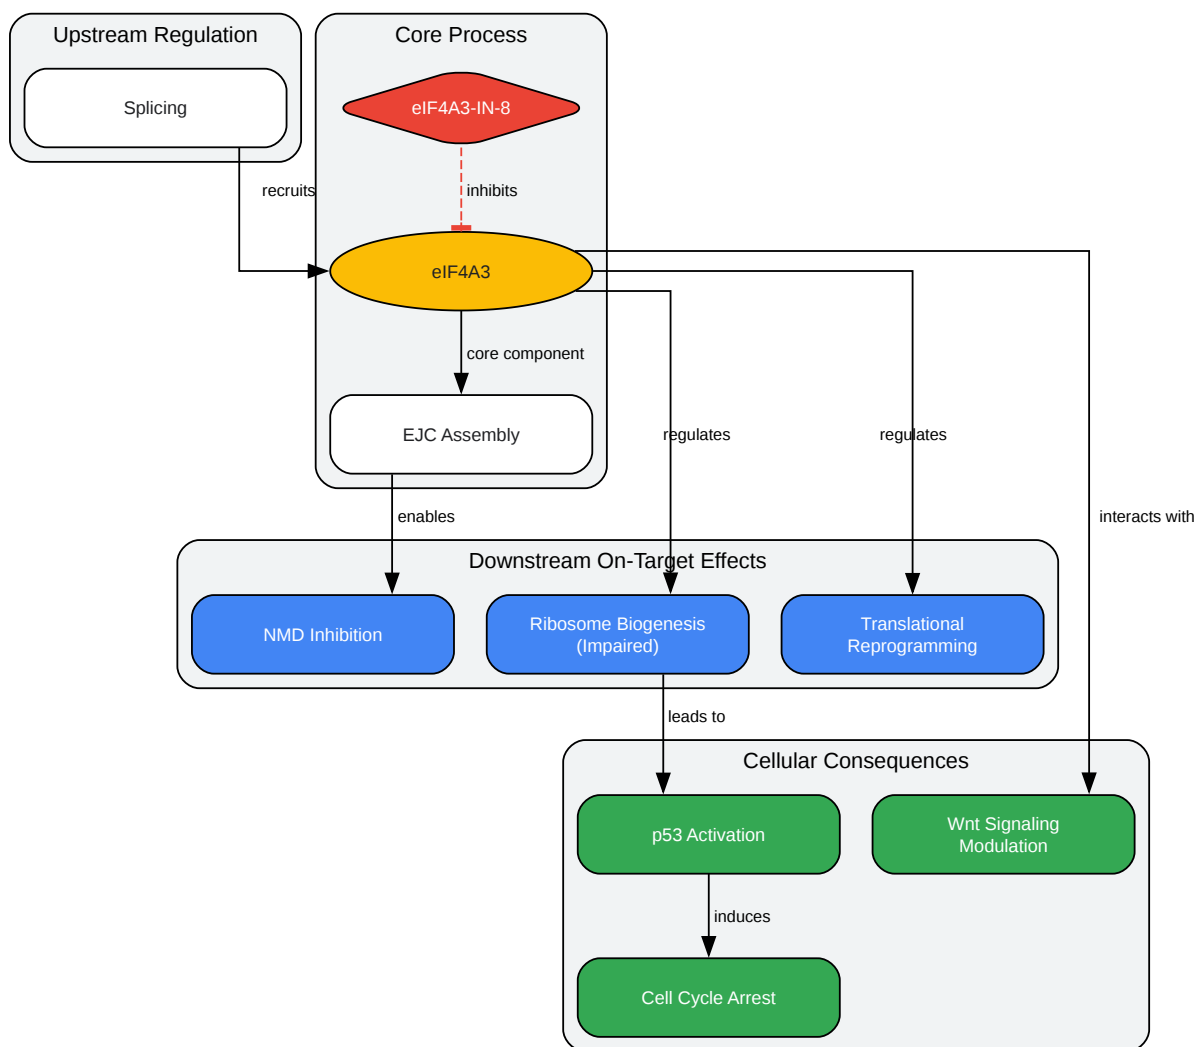 Upstream Regulation
Core Process
Splicing
eIF4A3-IN-8
recruits
inhibits
eIF4A3
core component
EJC Assembly
regulates
regulates
enables
interacts with
Downstream On-Target Effects
NMD Inhibition
Ribosome Biogenesis
(Impaired)
Translational
Reprogramming
leads to
Cellular Consequences
p53 Activation
Wnt Signaling
Modulation
induces
Cell Cycle Arrest